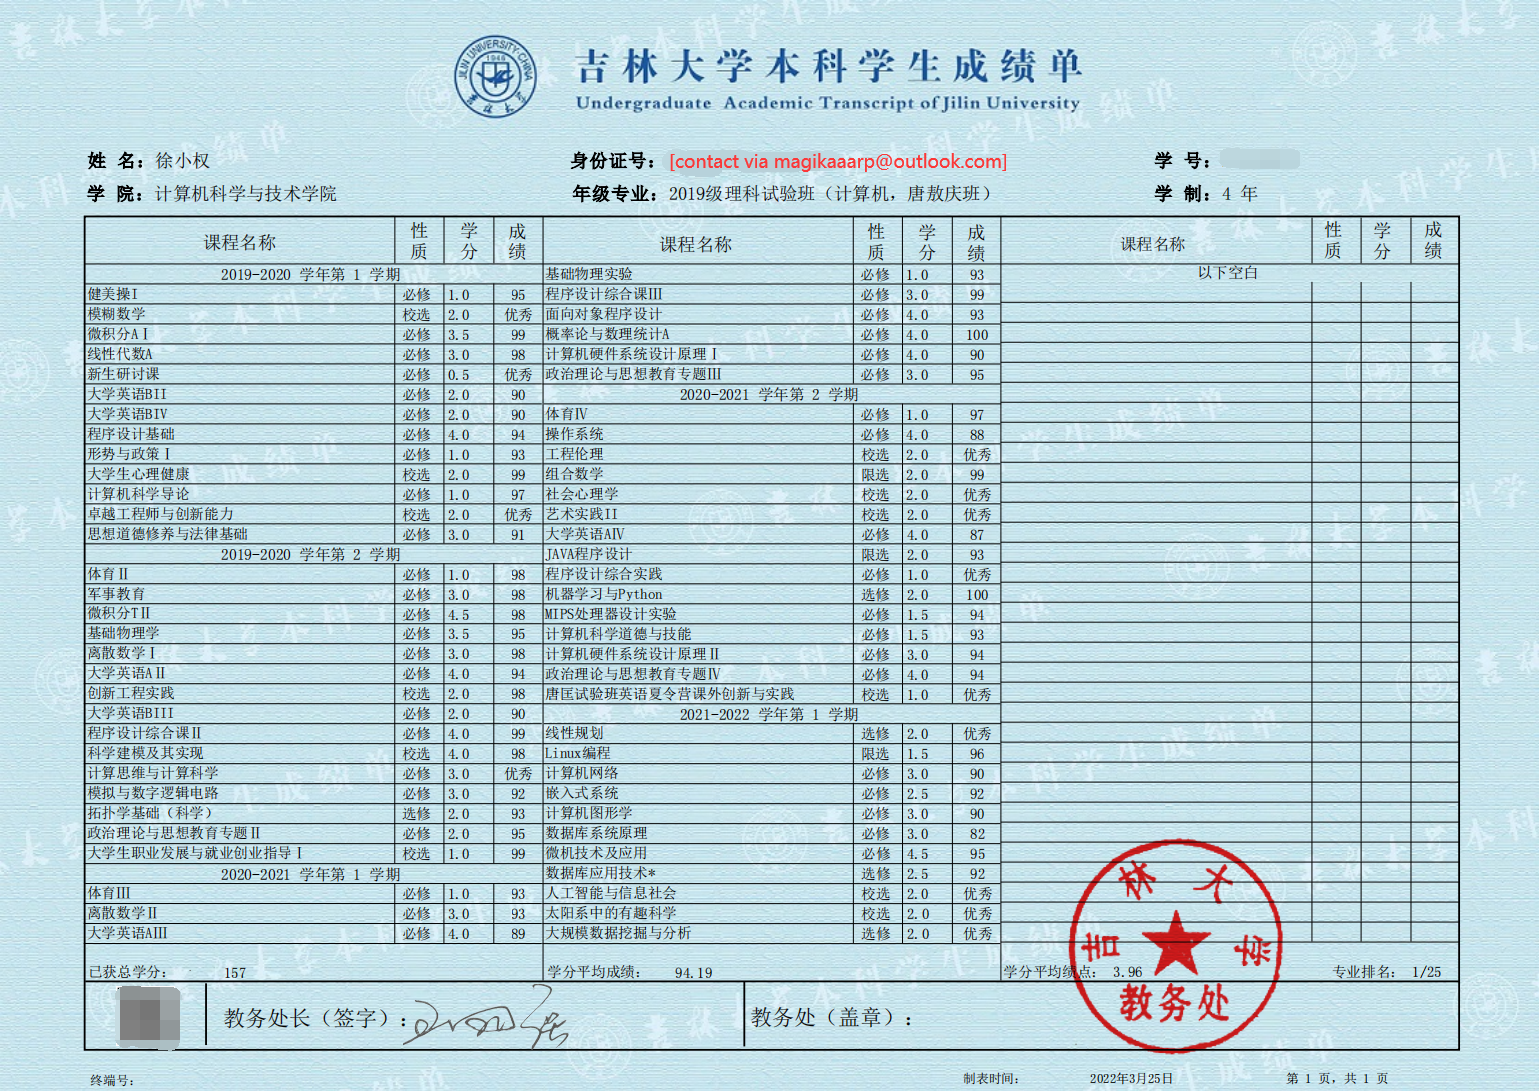 吉林大学本科学生成绩单
Undergraduate Academic Transcript of Jilin University
姓 名：徐小权 身份证号：[contact via magikaaarp@outlook.com] 学 号：
学 院：计算机科学与技术学院 年级专业：2019级理科试验班（计算机，唐敖庆班） 学 制：4 年
课程名称 性质 学分 成绩 课程名称 性质 学分 成绩 课程名称 性质 学分 成绩
2019-2020 学年第 1 学期
健美操I 必修 1.0 95
模糊数学 校选 2.0 优秀
微积分AⅠ 必修 3.5 99
线性代数A 必修 3.0 98
新生研讨课 必修 0.5 优秀
大学英语BII 必修 2.0 90
大学英语BIV 必修 2.0 90
程序设计基础 必修 4.0 94
形势与政策Ⅰ 必修 1.0 93
大学生心理健康 校选 2.0 99
计算机科学导论 必修 1.0 97
卓越工程师与创新能力 校选 2.0 优秀
思想道德修养与法律基础 必修 3.0 91
2019-2020 学年第 2 学期
体育Ⅱ 必修 1.0 98
军事教育 必修 3.0 98
微积分TⅡ 必修 4.5 98
基础物理学 必修 3.5 95
离散数学Ⅰ 必修 3.0 98
大学英语AⅡ 必修 4.0 94
创新工程实践 校选 2.0 98
大学英语BIII 必修 2.0 90
程序设计综合课Ⅱ 必修 4.0 99
科学建模及其实现 校选 4.0 98
计算思维与计算科学 必修 3.0 优秀
模拟与数字逻辑电路 必修 3.0 92
拓扑学基础（科学） 选修 2.0 93
政治理论与思想教育专题Ⅱ 必修 2.0 95
大学生职业发展与就业创业指导Ⅰ 校选 1.0 99
2020-2021 学年第 1 学期
体育Ⅲ 必修 1.0 93
离散数学Ⅱ 必修 3.0 93
大学英语AⅢ 必修 4.0 89
基础物理实验 必修 1.0 93
程序设计综合课Ⅲ 必修 3.0 99
面向对象程序设计 必修 4.0 93
概率论与数理统计A 必修 4.0 100
计算机硬件系统设计原理Ⅰ 必修 4.0 90
政治理论与思想教育专题Ⅲ 必修 3.0 95
2020-2021 学年第 2 学期
体育Ⅳ 必修 1.0 97
操作系统 必修 4.0 88
工程伦理 校选 2.0 优秀
组合数学 限选 2.0 99
社会心理学 校选 2.0 优秀
艺术实践II 校选 2.0 优秀
大学英语AⅣ 必修 4.0 87
JAVA程序设计 限选 2.0 93
程序设计综合实践 必修 1.0 优秀
机器学习与Python 选修 2.0 100
MIPS处理器设计实验 必修 1.5 94
计算机科学道德与技能 必修 1.5 93
计算机硬件系统设计原理Ⅱ 必修 3.0 94
政治理论与思想教育专题Ⅳ 必修 4.0 94
唐匡试验班英语夏令营课外创新与实践 校选 1.0 优秀
2021-2022 学年第 1 学期
线性规划 选修 2.0 优秀
Linux编程 限选 1.5 96
计算机网络 必修 3.0 90
嵌入式系统 必修 2.5 92
计算机图形学 必修 3.0 90
数据库系统原理 必修 3.0 82
微机技术及应用 必修 4.5 95
数据库应用技术* 选修 2.5 92
人工智能与信息社会 校选 2.0 优秀
太阳系中的有趣科学 校选 2.0 优秀
大规模数据挖掘与分析 选修 2.0 优秀
以下空白
已获总学分： 157 学分平均成绩： 94.19 学分平均绩点： 3.96 专业排名： 1/25
教务处长（签字）： 教务处（盖章）：
吉林大学
教务处
终端号： 制表时间： 2022年3月25日 第 1 页，共 1 页